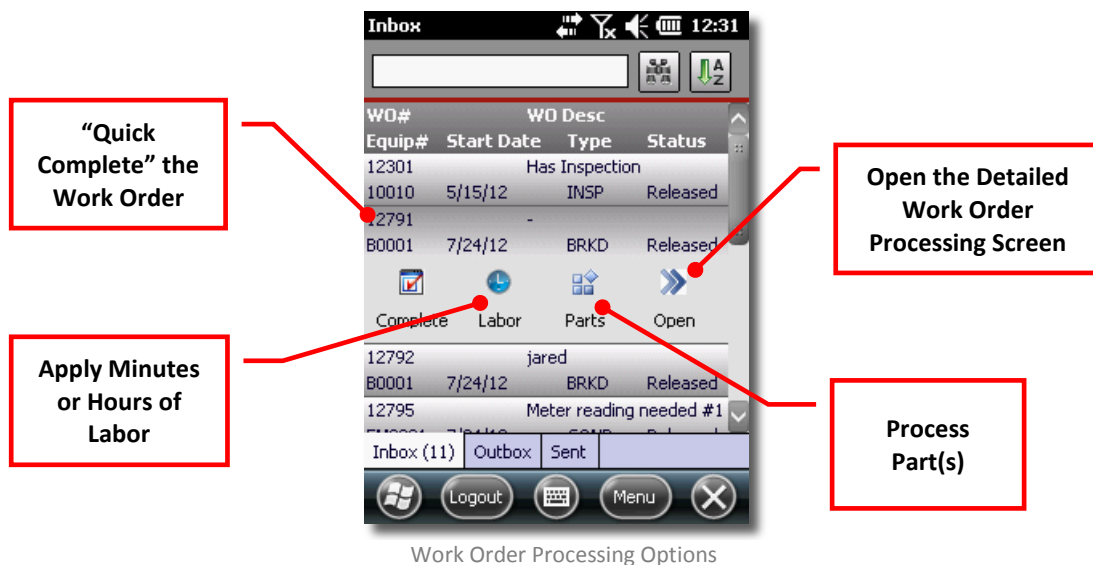 Inbox 12:31
A
Z
WO# WO Desc
Equip# Start Date Type Status
12301 Has Inspection
10010 5/15/12 INSP Released
12791 -
B0001 7/24/12 BRKD Released
Complete Labor Parts Open
12792 jared
B0001 7/24/12 BRKD Released
12795 Meter reading needed #1
Inbox (11) Outbox Sent
Logout Menu
“Quick
Complete” the
Work Order
Apply Minutes
or Hours of
Labor
Open the Detailed
Work Order
Processing Screen
Process
Part(s)
Work Order Processing Options